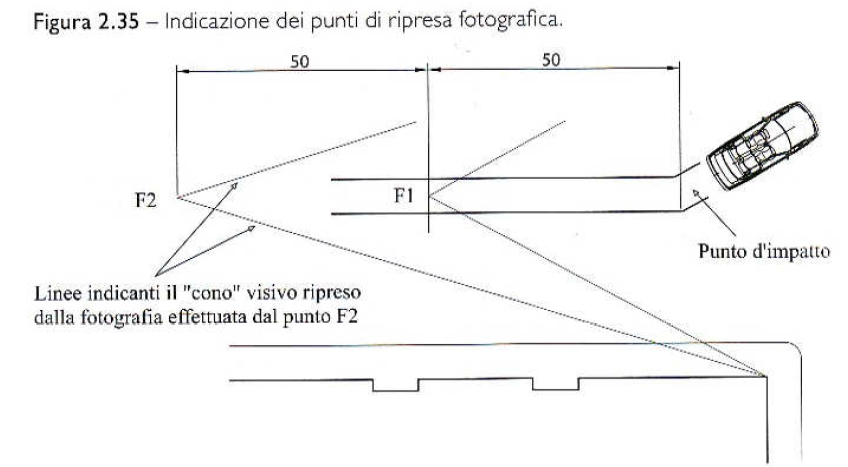 Figura 2.35 – Indicazione dei punti di ripresa fotografica.
50
50
F2
F1
Punto d'impatto
Linee indicanti il "cono" visivo ripreso
dalla fotografia effettuata dal punto F2